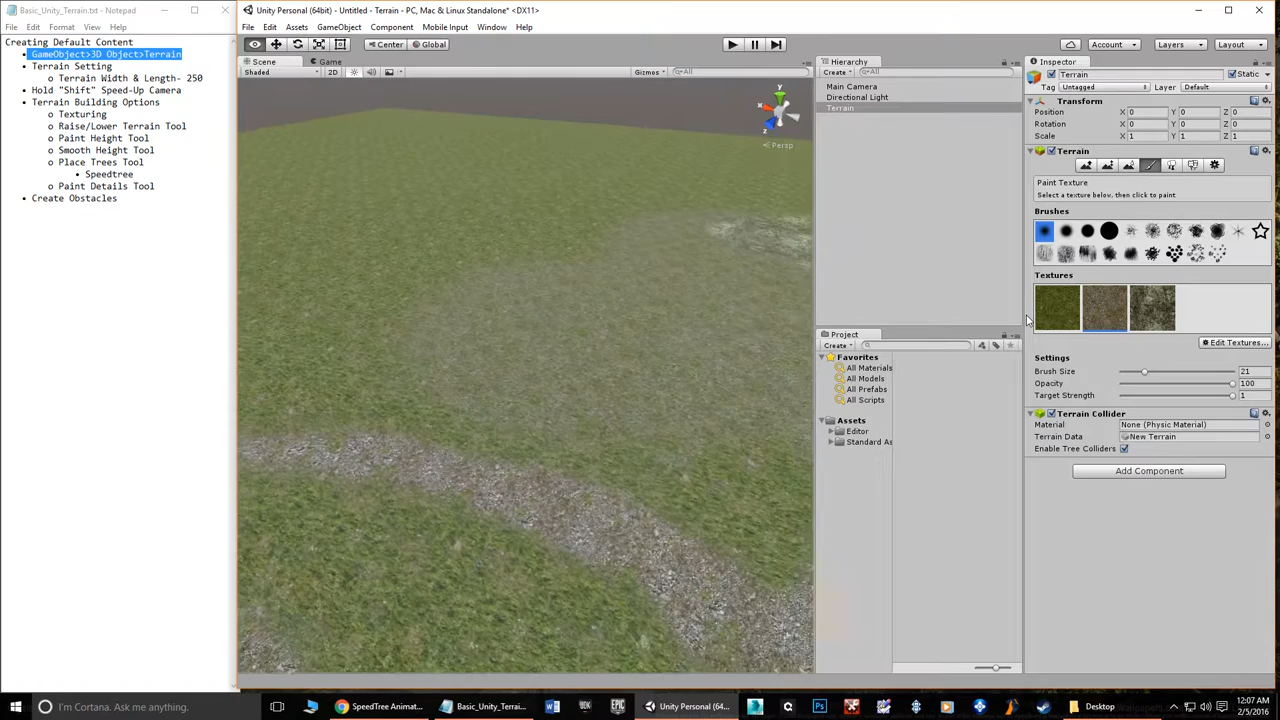 Basic_Unity_Terrain.txt - Notepad
File Edit Format View Help
Creating Default Content
• GameObject>3D Object>Terrain
• Terrain Setting
o Terrain Width & Length- 250
• Hold "Shift" Speed-Up Camera
• Terrain Building Options
o Texturing
o Raise/Lower Terrain Tool
o Paint Height Tool
o Smooth Height Tool
o Place Trees Tool
• Speedtree
o Paint Details Tool
• Create Obstacles
Unity Personal (64bit) - Untitled - Terrain - PC, Mac & Linux Standalone* <DX11>
File Edit Assets GameObject Component Mobile Input Window Help
Center Global
Account Layers Layout
Scene Game
Shaded 2D Gizmos All
y
x
z
Persp
Hierarchy
Create All
Main Camera
Directional Light
Terrain
Project
Create
Favorites
All Materials
All Models
All Prefabs
All Scripts
Assets
Editor
Standard As
Inspector
Terrain Static
Tag Untagged Layer Default
Transform
Position X 0 Y 0 Z 0
Rotation X 0 Y 0 Z 0
Scale X 1 Y 1 Z 1
Terrain
Paint Texture
Select a texture below, then click to paint
Brushes
Textures
Edit Textures...
Settings
Brush Size 21
Opacity 100
Target Strength 1
Terrain Collider
Material None (Physic Material)
Terrain Data New Terrain
Enable Tree Colliders
Add Component
I'm Cortana. Ask me anything.
SpeedTree Animat...
Basic_Unity_Terrain...
Unity Personal (64...
Desktop
12:07 AM
2/5/2016